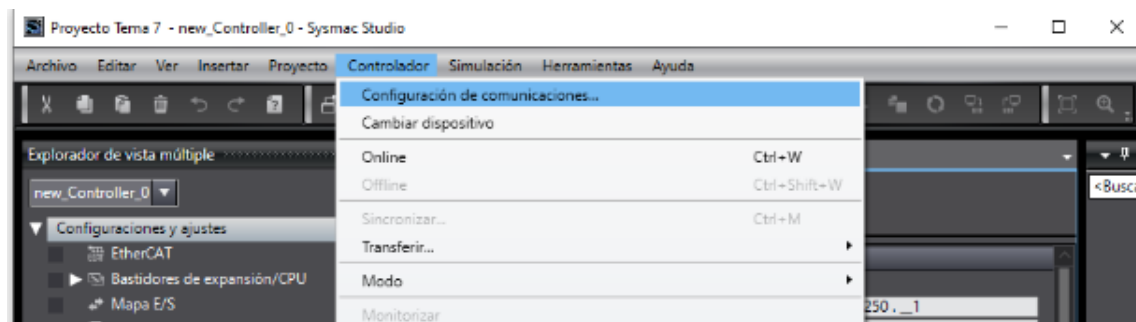 Proyecto Tema 7 - new_Controller_0 - Sysmac Studio
Archivo Editar Ver Insertar Proyecto Controlador Simulación Herramientas Ayuda
Configuración de comunicaciones...
Cambiar dispositivo
Explorador de vista múltiple
Online Ctrl+W
new_Controller_0
Offline Ctrl+Shift+W
<Busca
Configuraciones y ajustes
Sincronizar... Ctrl+M
EtherCAT
Transferir...
Bastidores de expansión/CPU
Modo
Mapa E/S
250.__1
Monitorizar